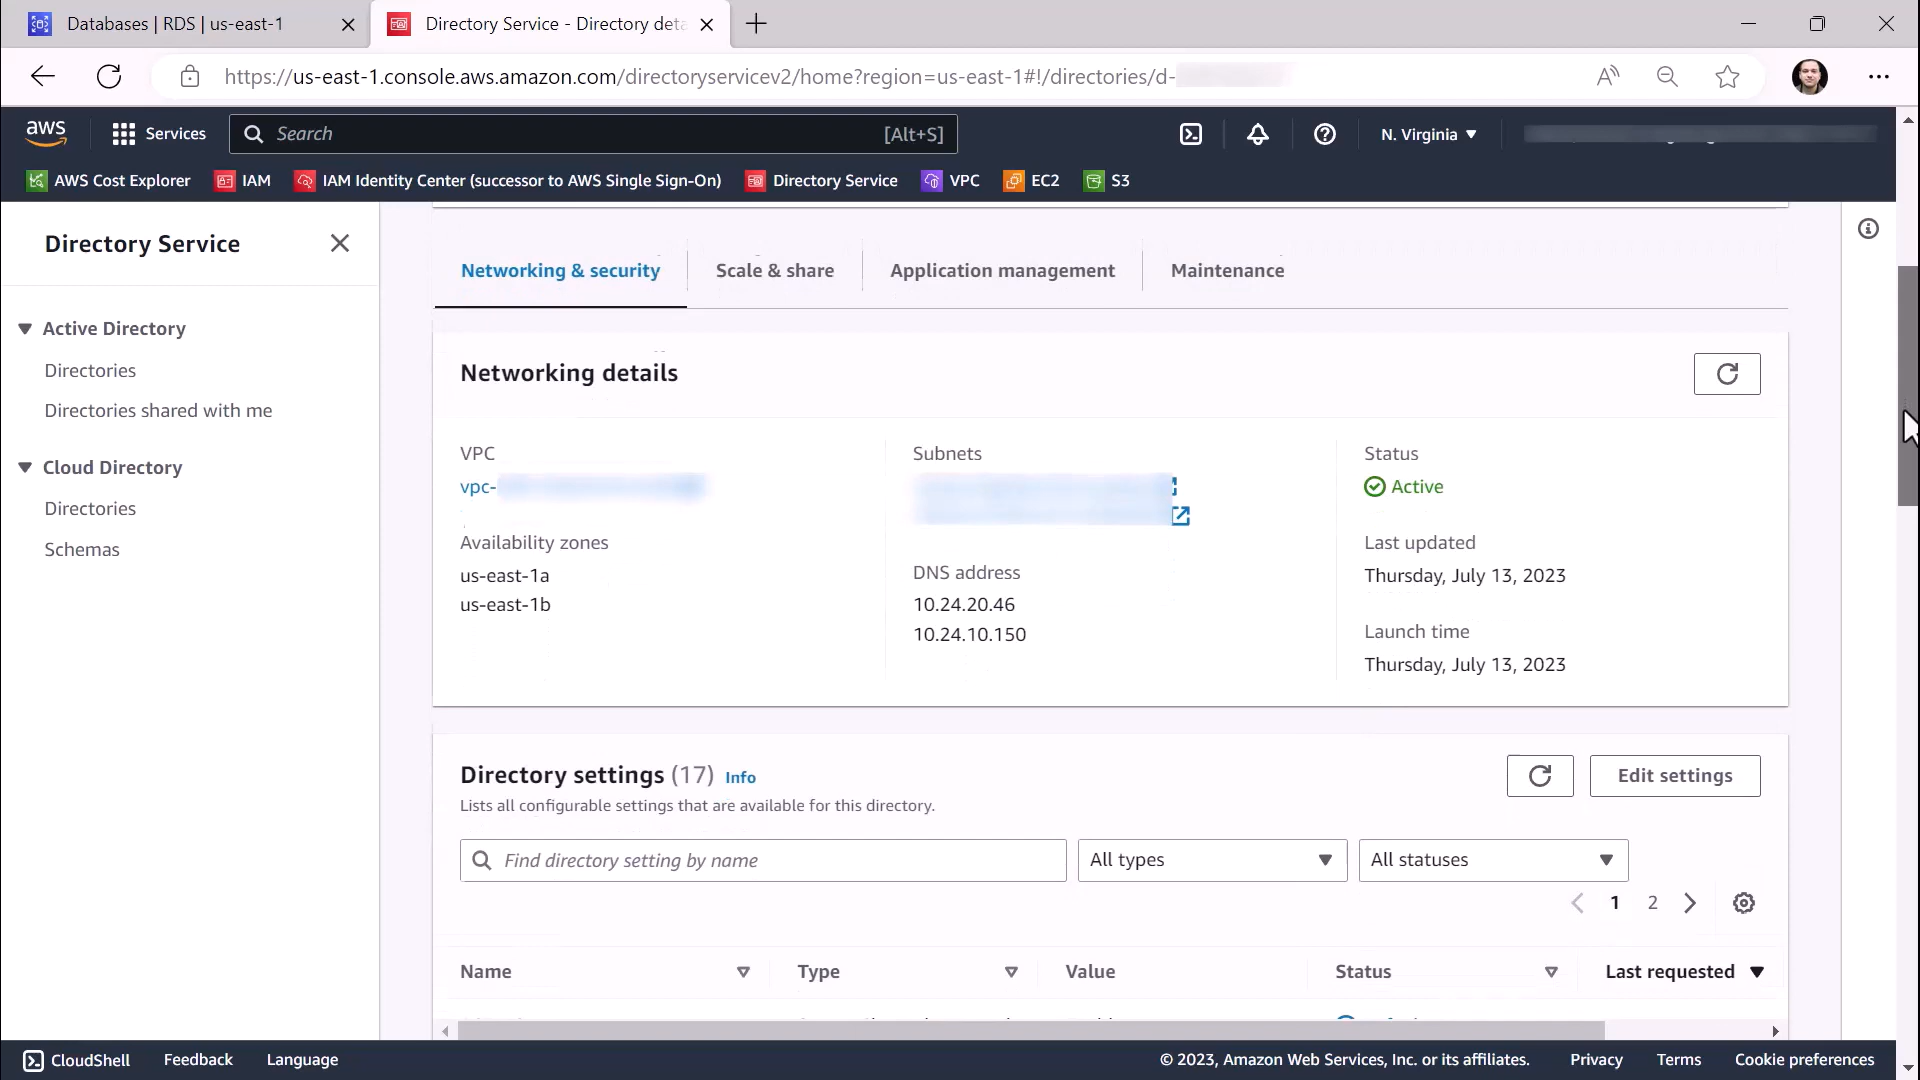 Databases | RDS | us-east-1
Directory Service - Directory deta
https://us-east-1.console.aws.amazon.com/directoryservicev2/home?region=us-east-1#!/directories/d-
aws
Services
Search
[Alt+S]
N. Virginia
AWS Cost Explorer
IAM
IAM Identity Center (successor to AWS Single Sign-On)
Directory Service
VPC
EC2
S3
Directory Service
Active Directory
Directories
Directories shared with me
Cloud Directory
Directories
Schemas
Networking & security
Scale & share
Application management
Maintenance
Networking details
VPC
vpc-
Availability zones
us-east-1a
us-east-1b
Subnets
DNS address
10.24.20.46
10.24.10.150
Status
Active
Last updated
Thursday, July 13, 2023
Launch time
Thursday, July 13, 2023
Directory settings (17) Info
Lists all configurable settings that are available for this directory.
Edit settings
Find directory setting by name
All types
All statuses
1 2
Name
Type
Value
Status
Last requested
CloudShell
Feedback
Language
© 2023, Amazon Web Services, Inc. or its affiliates.
Privacy
Terms
Cookie preferences